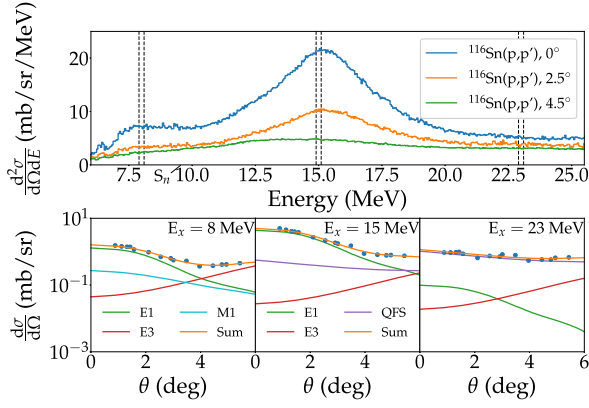 d²σ/dΩdE (mb/sr/MeV)
20
10
0
¹¹⁶Sn(p,p′), 0°
¹¹⁶Sn(p,p′), 2.5°
¹¹⁶Sn(p,p′), 4.5°
7.5 Sₙ 10.0 12.5 15.0 17.5 20.0 22.5 25.0
Energy (MeV)
dσ/dΩ (mb/sr)
10¹
10⁻¹
10⁻³
Eₓ = 8 MeV
E1 M1
E3 Sum
0 2 4 0
θ (deg)
Eₓ = 15 MeV
E1 QFS
E3 Sum
2 4 0
θ (deg)
Eₓ = 23 MeV
2 4 6
θ (deg)